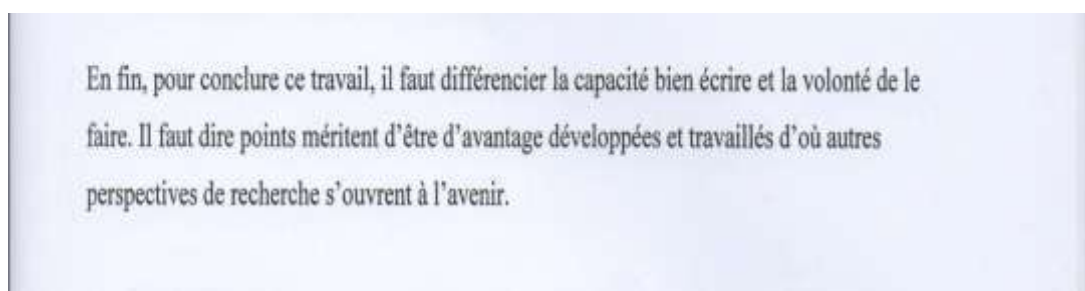 En fin, pour conclure ce travail, il faut différencier la capacité bien écrire et la volonté de le
faire. Il faut dire points méritent d'être d'avantage développées et travaillés d'où autres
perspectives de recherche s'ouvrent à l'avenir.